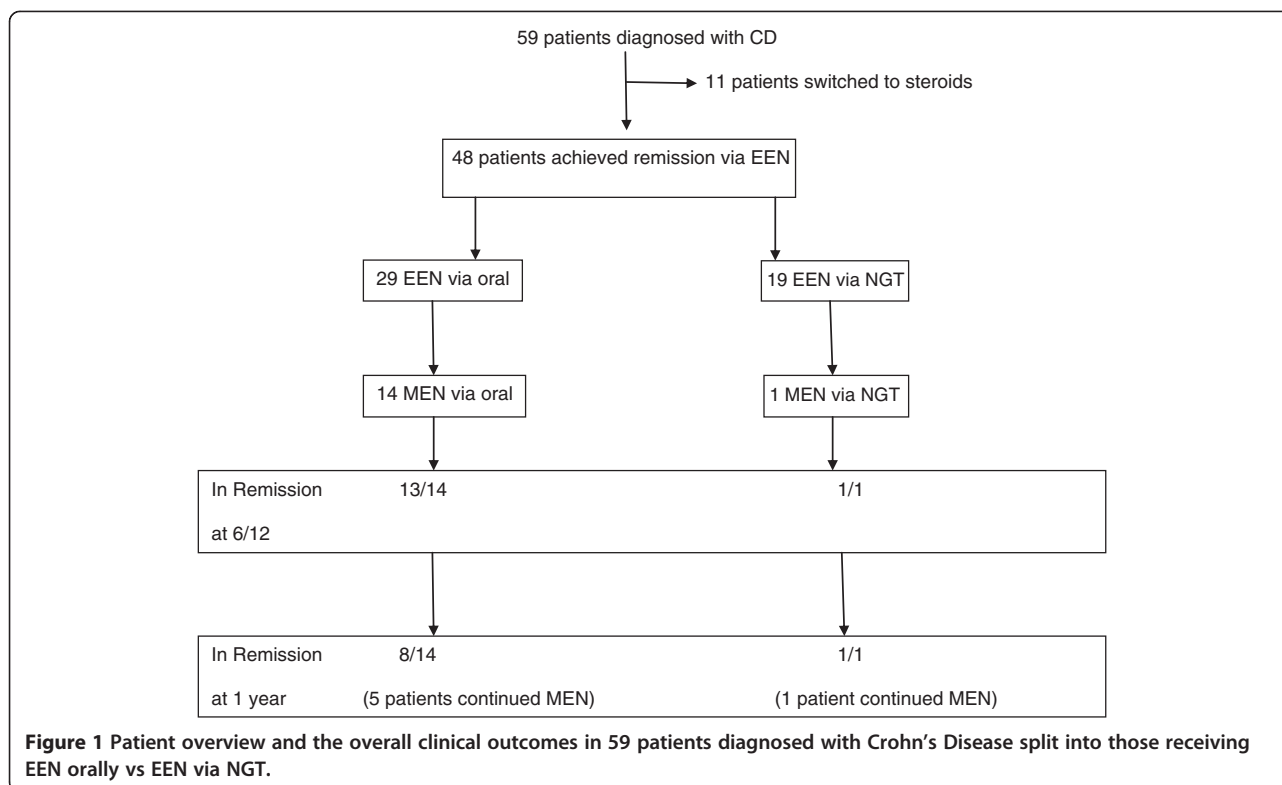 59 patients diagnosed with CD
11 patients switched to steroids
48 patients achieved remission via EEN
29 EEN via oral
19 EEN via NGT
14 MEN via oral
1 MEN via NGT
In Remission 13/14 1/1
at 6/12
In Remission 8/14 1/1
at 1 year (5 patients continued MEN) (1 patient continued MEN)
Figure 1 Patient overview and the overall clinical outcomes in 59 patients diagnosed with Crohn's Disease split into those receiving
EEN orally vs EEN via NGT.